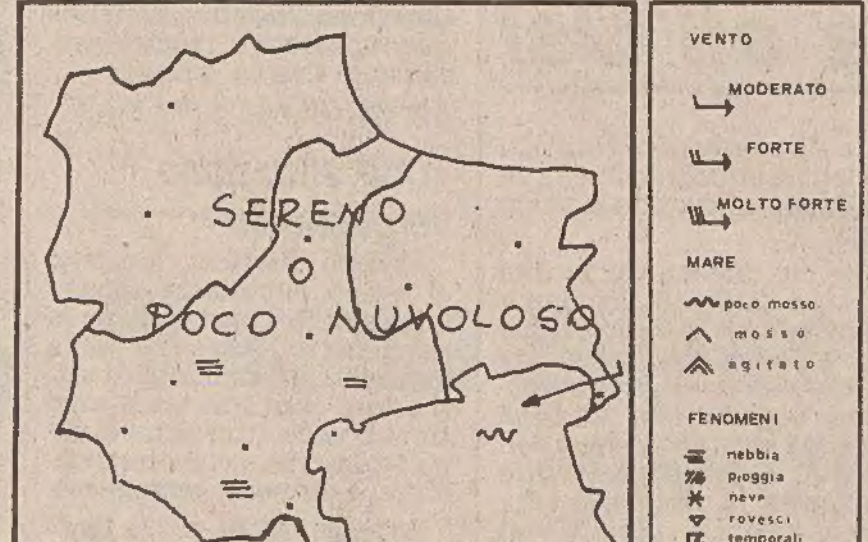 SERENO
O
POCO NUVOLOSO
VENTO
MODERATO
FORTE
MOLTO FORTE
MARE
poco mosso
mosso
agitato
FENOMENI
nebbia
pioggia
neve
rovesci
temporali